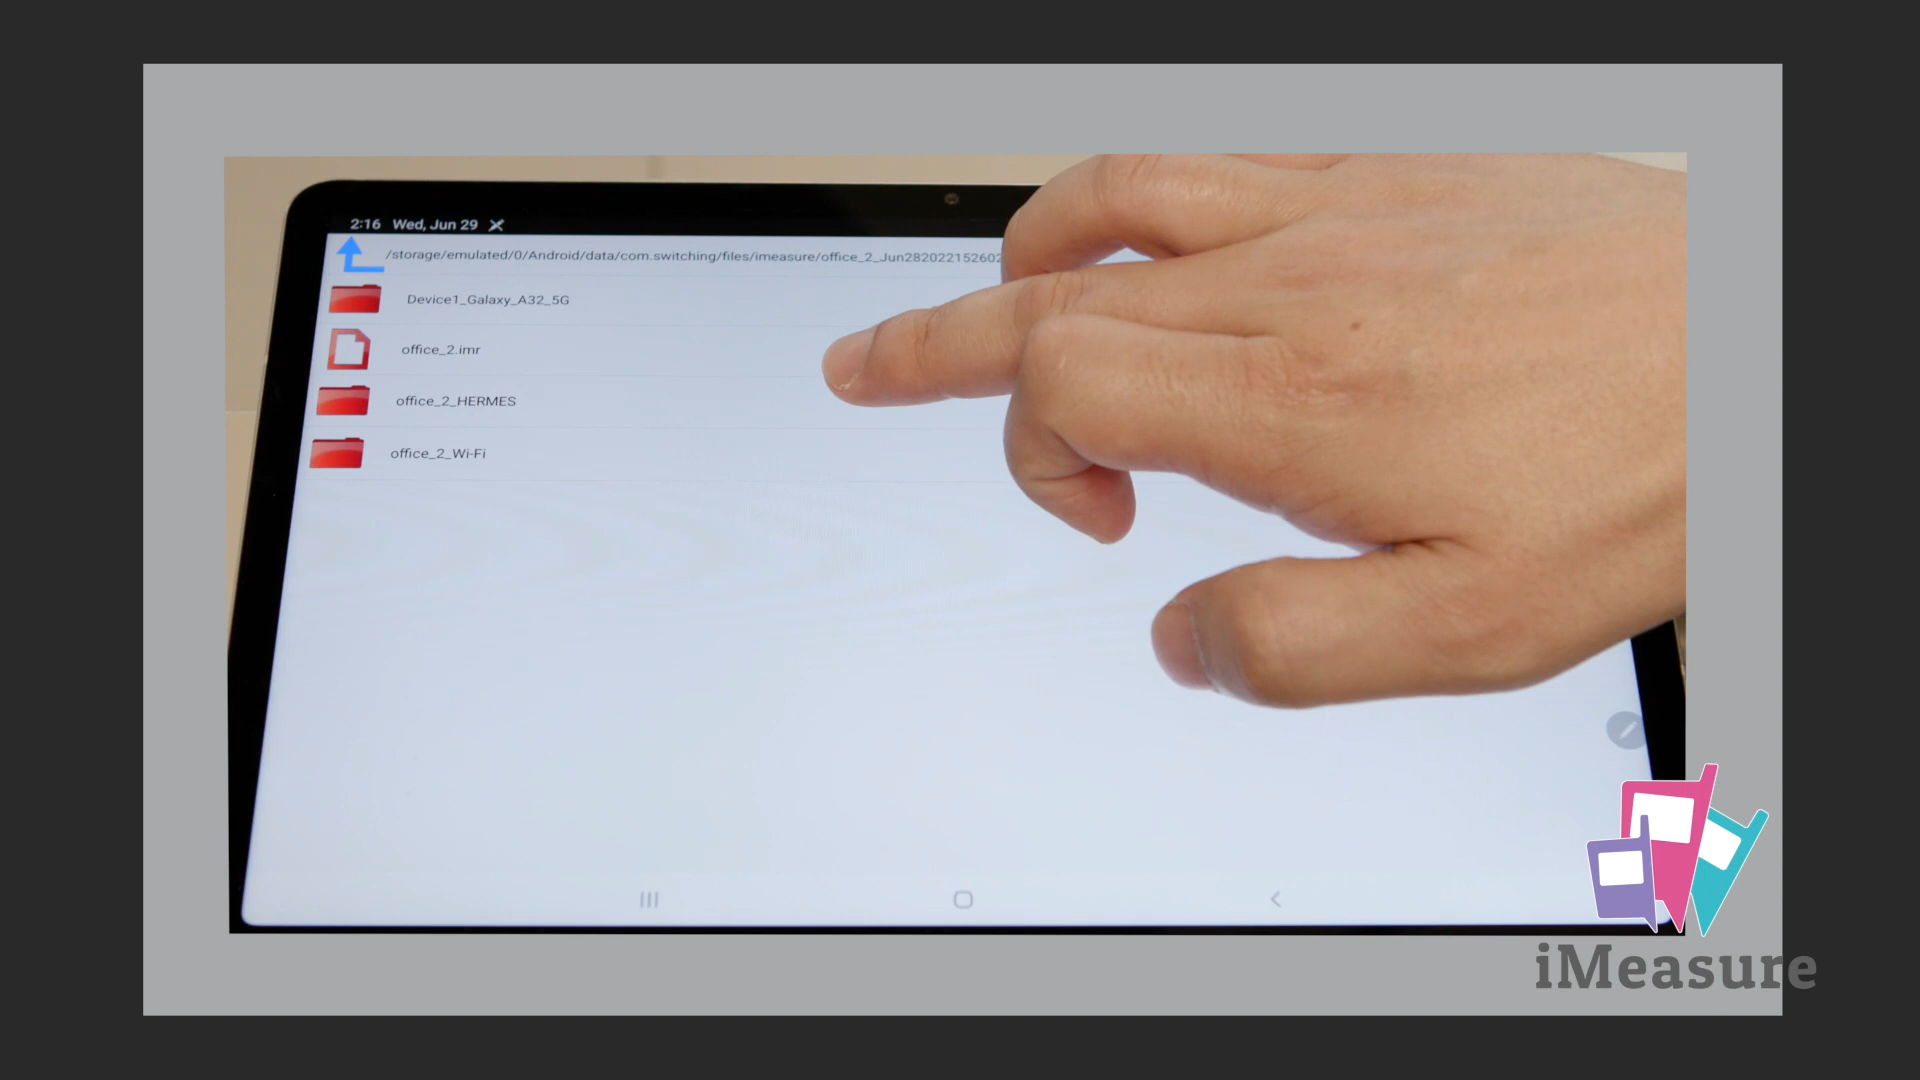 2:16 Wed, Jun 29
/storage/emulated/0/Android/data/com.switching/files/imeasure/office_2_Jun282022152602
Device1_Galaxy_A32_5G
office_2.imr
office_2_HERMES
office_2_Wi-Fi
iMeasure